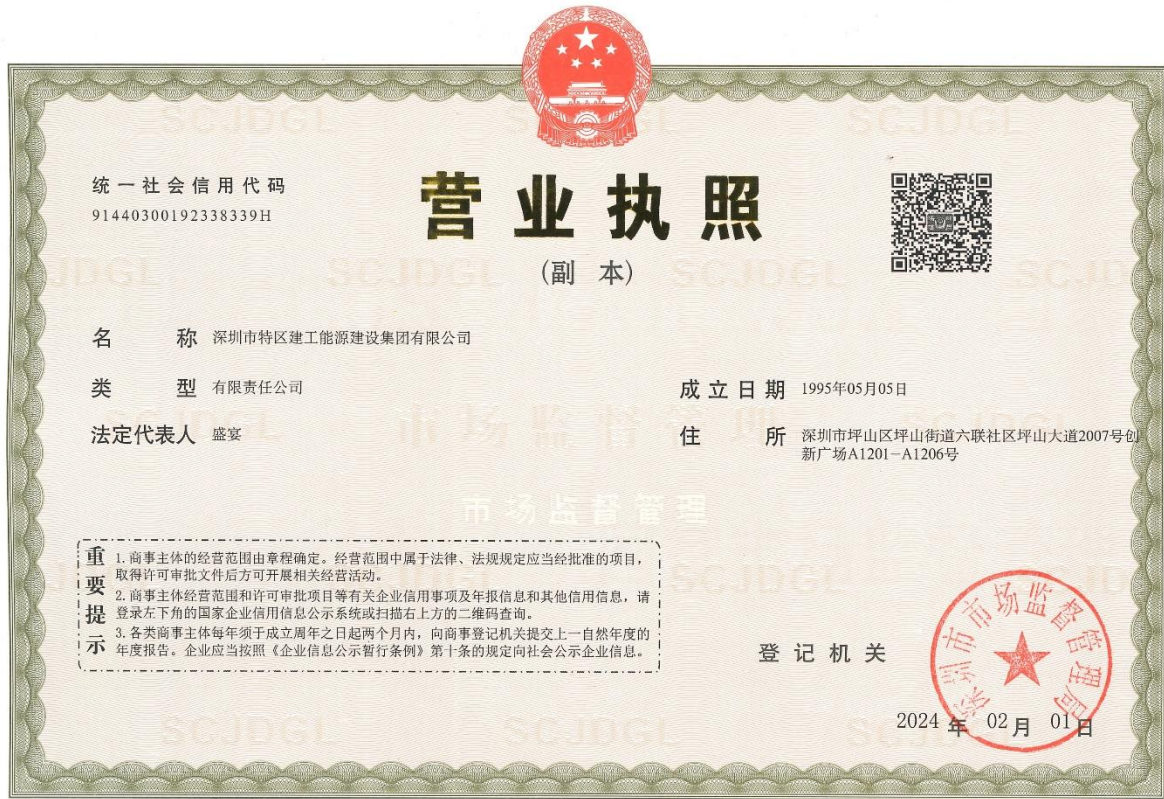 统一社会信用代码
91440300192338339H
营业执照
(副 本)
名 称 深圳市特区建工能源建设集团有限公司
类 型 有限责任公司
法定代表人 盛宴
成立日期 1995年05月05日
住 所 深圳市坪山区坪山街道六联社区坪山大道2007号创
新广场A1201-A1206号
市场监督管理
市场监督管理
重要提示
1.商事主体的经营范围由章程确定。经营范围中属于法律、法规规定应当经批准的项目，
取得许可审批文件后方可开展相关经营活动。
2.商事主体经营范围和许可审批项目等有关企业信用事项及年报信息和其他信用信息，请
登录左下角的国家企业信用信息公示系统或扫描右上方的二维码查询。
3.各类商事主体每年须于成立周年之日起两个月内，向商事登记机关提交上一自然年度的
年度报告。企业应当按照《企业信息公示暂行条例》第十条的规定向社会公示企业信息。
登记机关
深圳市市场监督管理局
2024年 02月 01日
SCJDGL